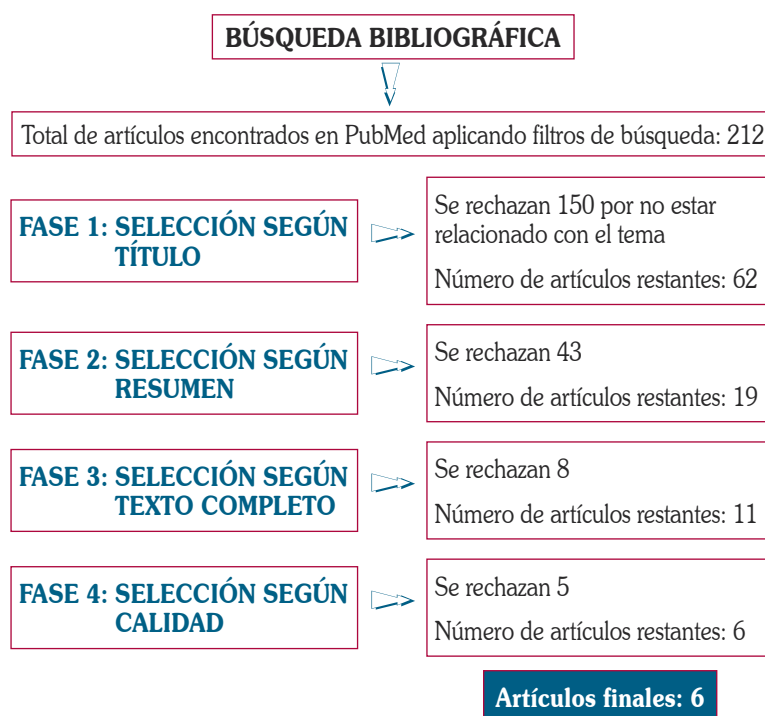 BÚSQUEDA BIBLIOGRÁFICA
Total de artículos encontrados en PubMed aplicando filtros de búsqueda: 212
FASE 1: SELECCIÓN SEGÚN
TÍTULO
Se rechazan 150 por no estar
relacionado con el tema
Número de artículos restantes: 62
FASE 2: SELECCIÓN SEGÚN
RESUMEN
Se rechazan 43
Número de artículos restantes: 19
FASE 3: SELECCIÓN SEGÚN
TEXTO COMPLETO
Se rechazan 8
Número de artículos restantes: 11
FASE 4: SELECCIÓN SEGÚN
CALIDAD
Se rechazan 5
Número de artículos restantes: 6
Artículos finales: 6